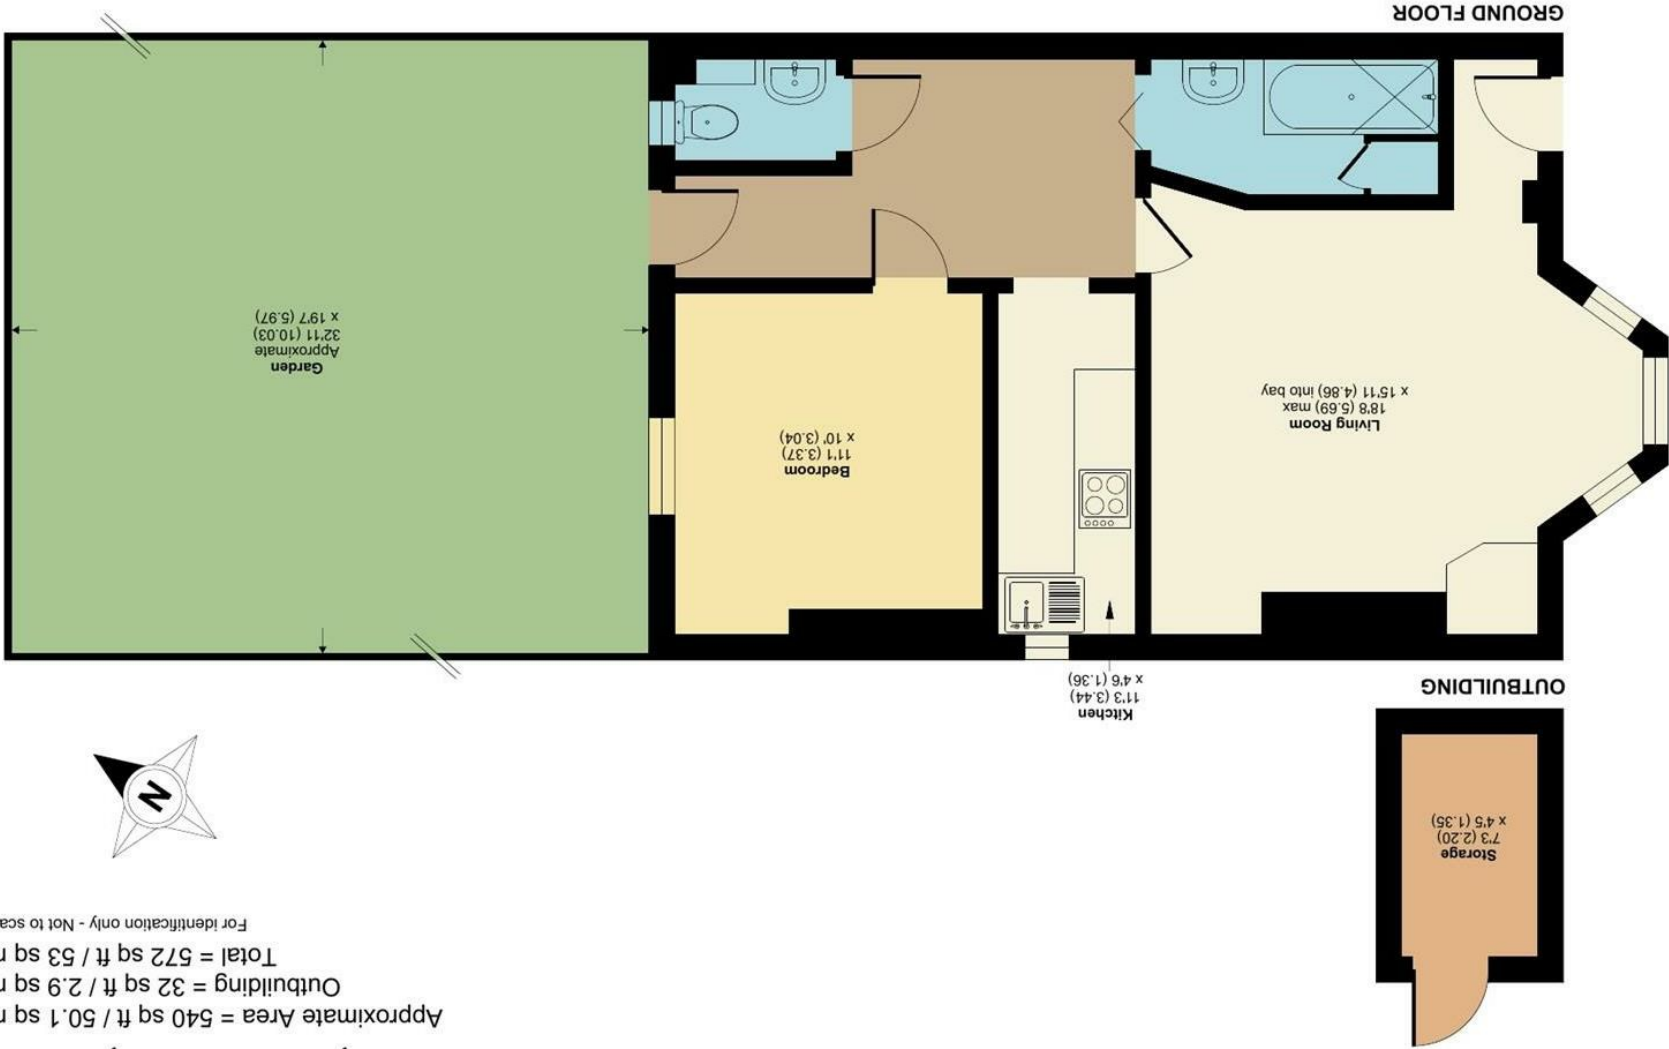 Approximate Area = 540 sq ft / 50.1 sq
Outbuilding = 32 sq ft / 2.9 sq
Total = 572 sq ft / 53 sq
For identification only - Not to
Storage
7'3 (2.20)
x 4'5 (1.35)
N
OUTBUILDING
Kitchen
11'3 (3.44)
x 4'6 (1.36)
Living Room
18'8 (5.69) max
x 15'11 (4.86) into bay
Bedroom
11'1 (3.37)
x 10' (3.04)
Garden
Approximate
32'11 (10.03)
x 19'7 (5.97)
GROUND FLOOR